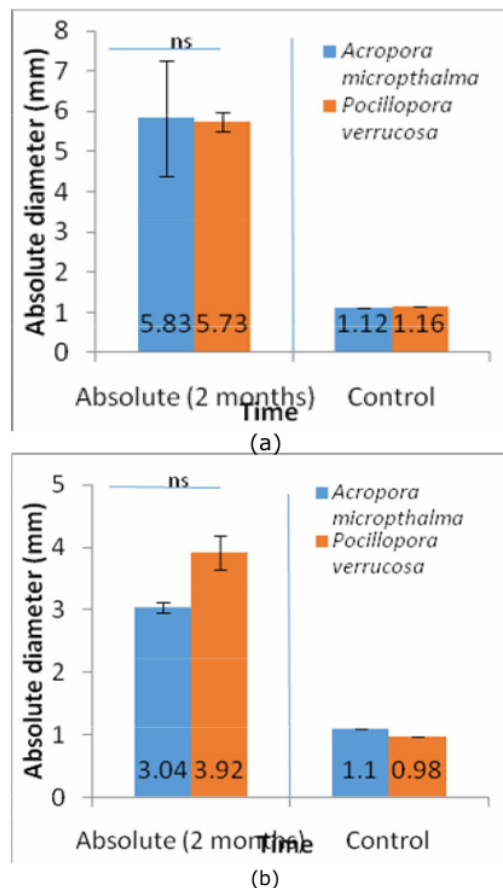 8
7
6
5
4
3
2
1
0
Absolute diameter (mm)
ns
Acropora
micropthalma
Pocillopora
verrucosa
5.83 5.73 1.12 1.16
Absolute (2 months) Control
Time
(a)
5
4
3
2
1
0
Absolute diameter (mm)
ns
Acropora
micropthalma
Pocillopora
verrucosa
3.04 3.92 1.1 0.98
Absolute (2 months) Control
Time
(b)